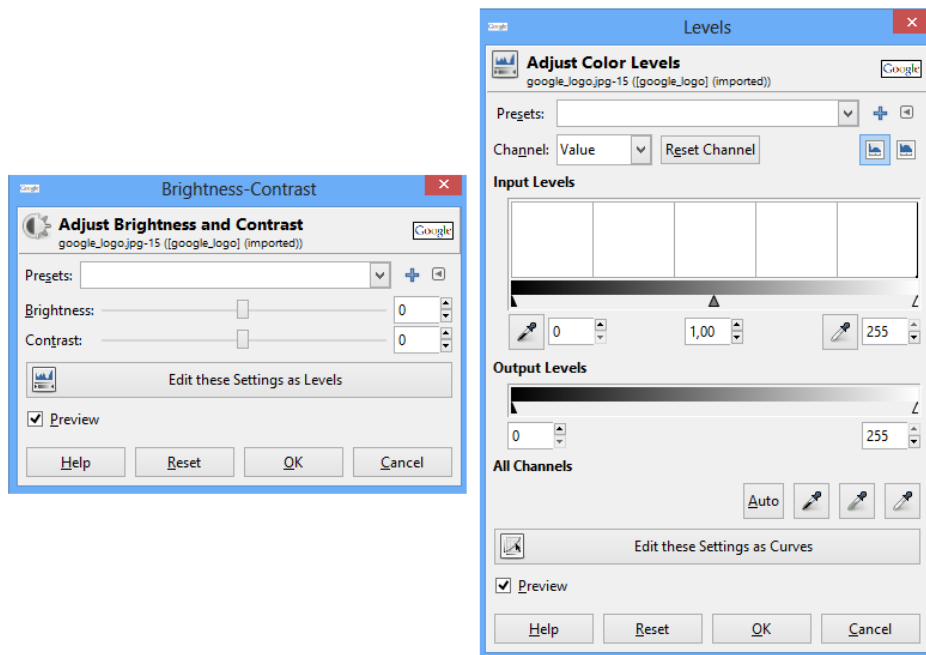 Brightness-Contrast
Adjust Brightness and Contrast
google_logo.jpg-15 ([google_logo] (imported))
Google
Presets:
Brightness: 0
Contrast: 0
Edit these Settings as Levels
Preview
Help Reset OK Cancel
Google
Levels
Adjust Color Levels
google_logo.jpg-15 ([google_logo] (imported))
Google
Presets:
Channel: Value Reset Channel
Input Levels
0 1,00 255
Output Levels
0 255
All Channels
Auto
Edit these Settings as Curves
Preview
Help Reset OK Cancel